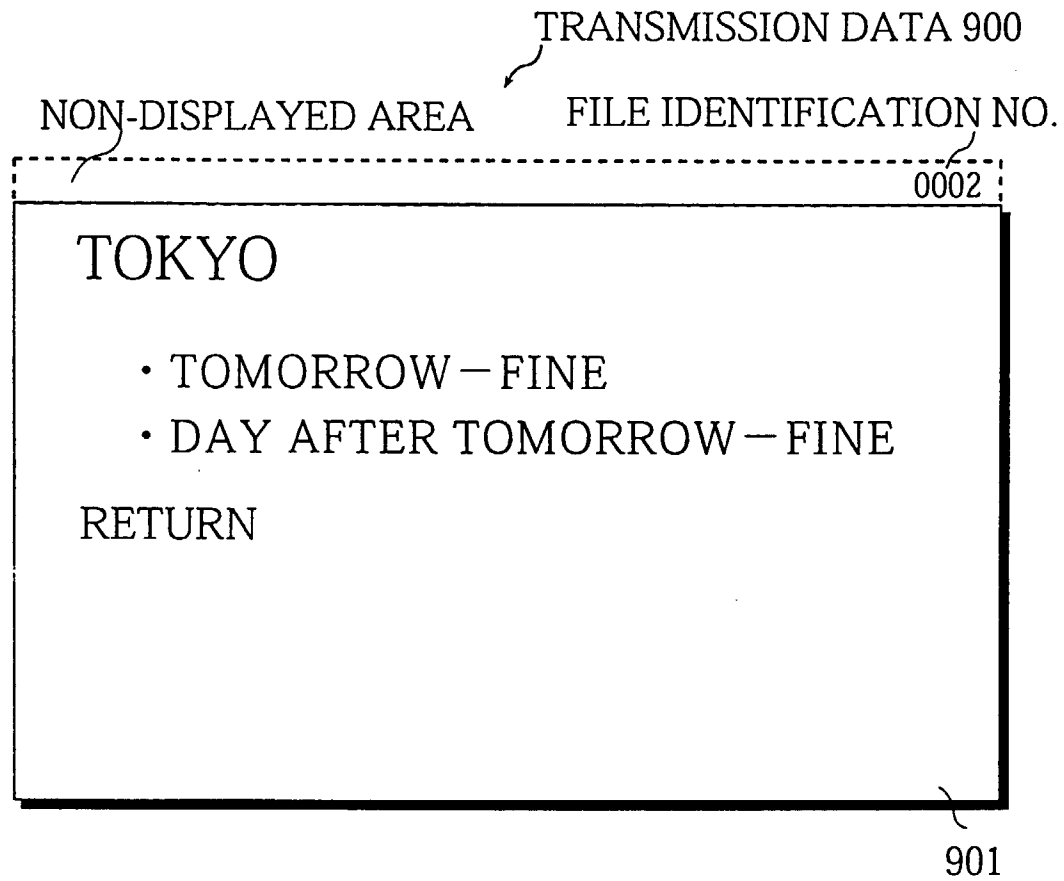 TRANSMISSION DATA 900
NON-DISPLAYED AREA
FILE IDENTIFICATION NO.
0002
TOKYO
・TOMORROW－FINE
・DAY AFTER TOMORROW－FINE
RETURN
901